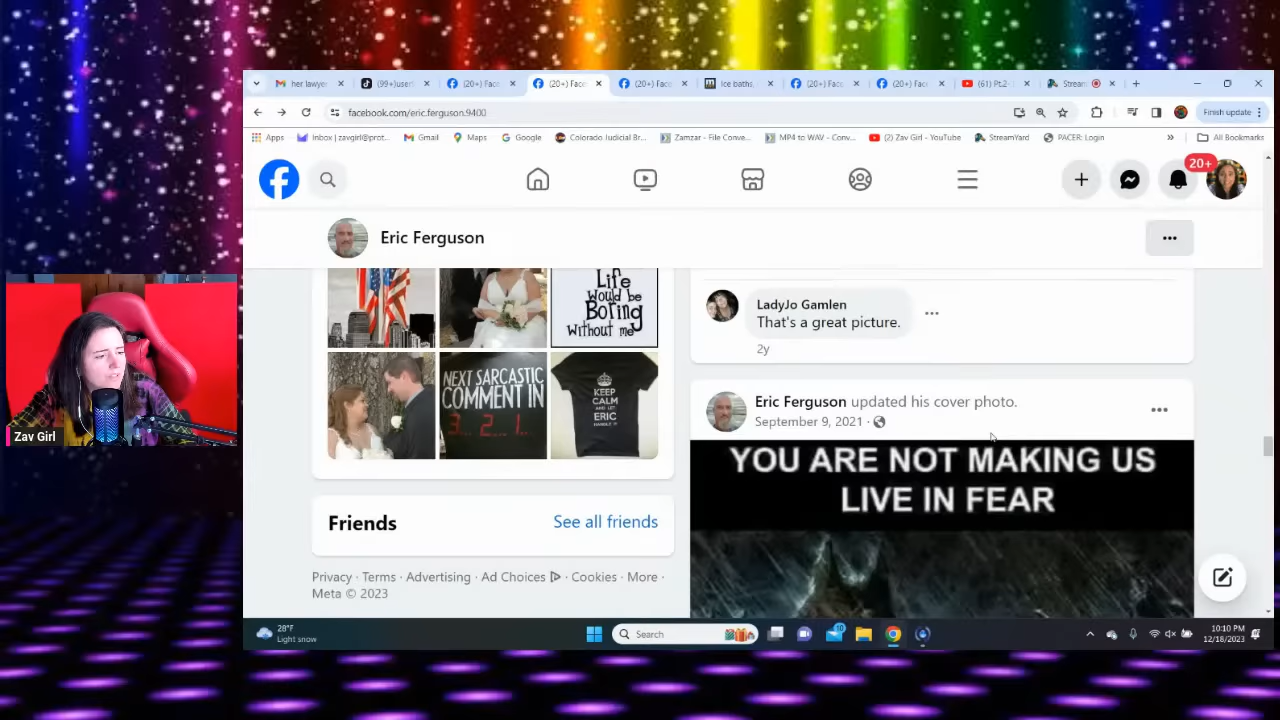 her lawyer
(99+)user
(20+) Face
(20+) Face
(20+) Face
Ice baths,
(20+) Face
(20+) Face
(61) Pt.2-
Stream
facebook.com/eric.ferguson.9400
Finish update
Apps
Inbox | zavgirl@prot...
Gmail
Maps
Google
Colorado Judicial Br...
Zamzar - File Conve...
MP4 to WAV - Conv...
(2) Zav Girl - YouTube
StreamYard
PACER: Login
»
All Bookmarks
20+
Eric Ferguson
Life
Would be
Boring
Without me
LadyJo Gamlen
That's a great picture.
2y
NEXT SARCASTIC
COMMENT IN
3... 2... 1...
KEEP
CALM
AND LET
ERIC
HANDLE IT
Eric Ferguson updated his cover photo.
September 9, 2021 ·
YOU ARE NOT MAKING US
LIVE IN FEAR
Zav Girl
Friends
See all friends
Privacy · Terms · Advertising · Ad Choices · Cookies · More ·
Meta © 2023
28°F
Light snow
Search
10:10 PM
12/18/2023